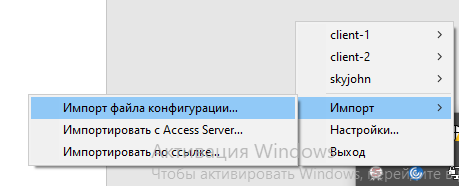 client-1
client-2
skyjohn
Импорт
Настройки...
Выход
Импорт файла конфигурации...
Импортировать с Access Server...
Импортировать по ссылке...
Активация Windows
Чтобы активировать Windows, перейдите в